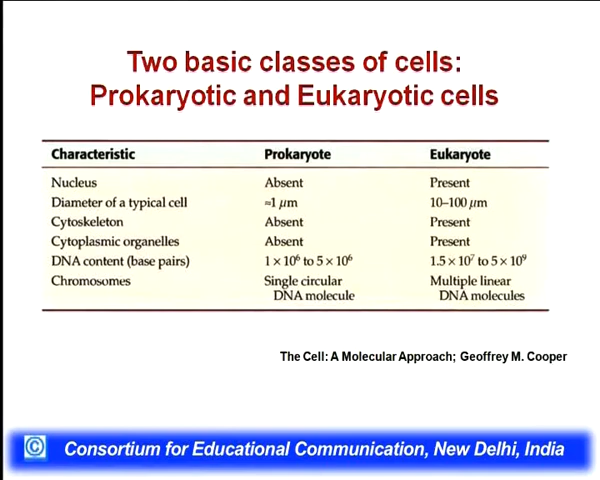 Two basic classes of cells:
Prokaryotic and Eukaryotic cells
Characteristic Prokaryote Eukaryote
Nucleus Absent Present
Diameter of a typical cell ≈1 μm 10–100 μm
Cytoskeleton Absent Present
Cytoplasmic organelles Absent Present
DNA content (base pairs) 1 × 10⁶ to 5 × 10⁶ 1.5 × 10⁷ to 5 × 10⁹
Chromosomes Single circular Multiple linear
DNA molecule DNA molecules
The Cell: A Molecular Approach; Geoffrey M. Cooper
© Consortium for Educational Communication, New Delhi, India